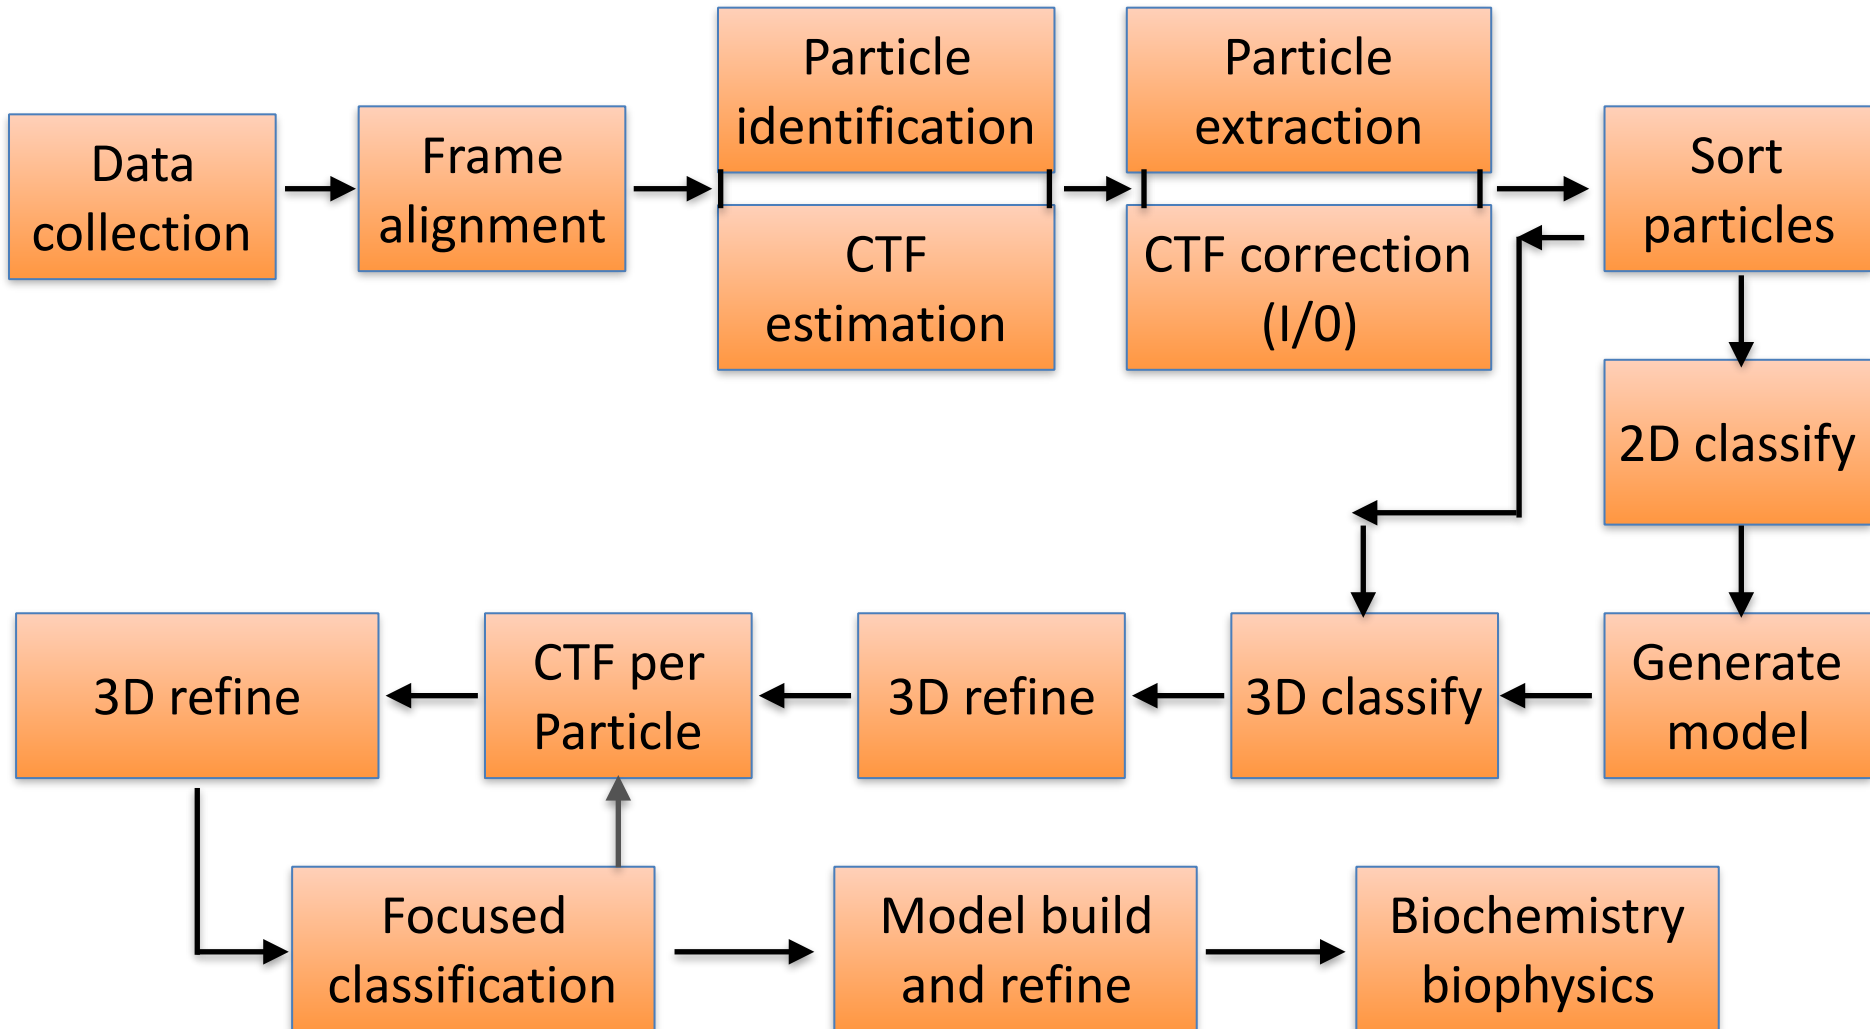 Data
collection
Frame
alignment
Particle
identification
CTF
estimation
Particle
extraction
CTF correction
(I/0)
Sort
particles
2D classify
Generate
model
3D classify
3D refine
CTF per
Particle
3D refine
Focused
classification
Model build
and refine
Biochemistry
biophysics